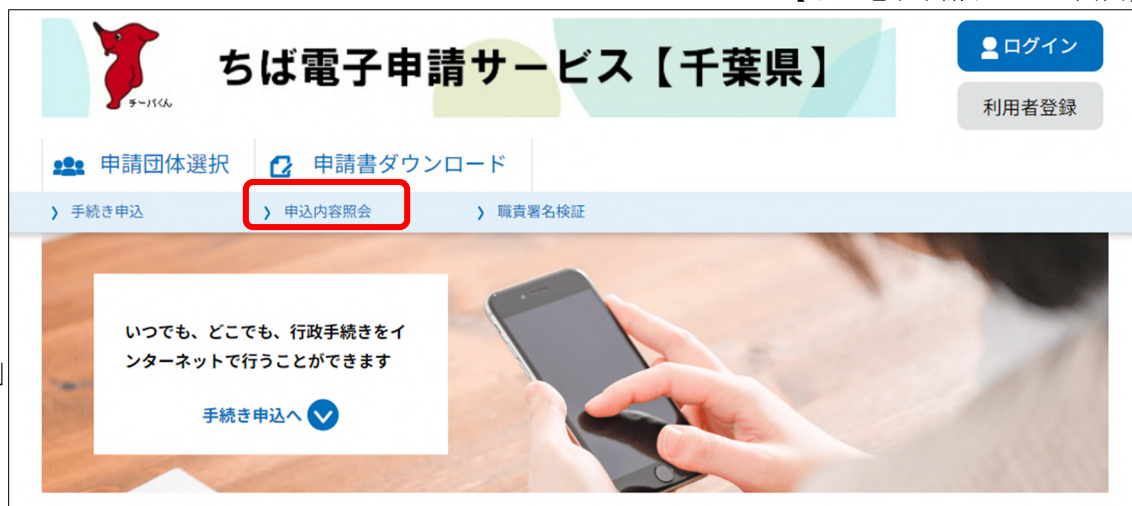 ちば電子申請サービス【千葉県】
チーバくん
ログイン
利用者登録
申請団体選択
申請書ダウンロード
手続き申込
申込内容照会
職責署名検証
いつでも、どこでも、行政手続きをイ
ンターネットで行うことができます
手続き申込へ